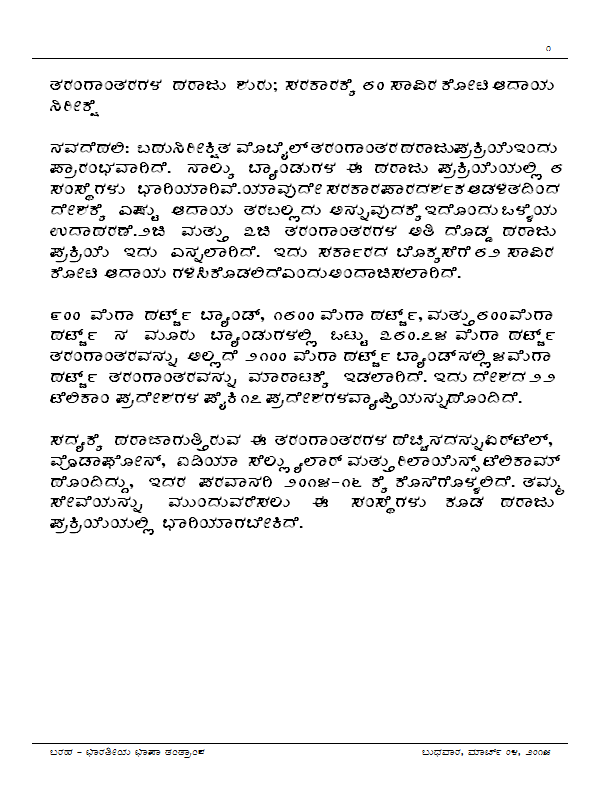 ೧
ತರಂಗಾಂತರಗಳ ಹರಾಜು ಶುರು; ಸರಕಾರಕ್ಕೆ ೮೦ ಸಾವಿರ ಕೋಟಿ ಆದಾಯ
ನಿರೀಕ್ಷೆ
ನವದೆಹಲಿ: ಬಹುನಿರೀಕ್ಷಿತ ಮೊಬೈಲ್ ತರಂಗಾಂತರ ಹರಾಜುಪ್ರಕ್ರಿಯೆಇಂದು
ಪ್ರಾರಂಭವಾಗಿದೆ. ನಾಲ್ಕು ಬ್ಯಾಂಡುಗಳ ಈ ಹರಾಜು ಪ್ರಕ್ರಿಯೆಯಲ್ಲಿ ೮
ಸಂಸ್ಥೆಗಳು ಭಾಗಿಯಾಗಿವೆ.ಯಾವುದೇ ಸರಕಾರಪಾರದರ್ಶಕ ಆಡಳಿತದಿಂದ
ದೇಶಕ್ಕೆ ಎಷ್ಟು ಆದಾಯ ತರಬಲ್ಲಿದು ಅನ್ನುವುದಕ್ಕೆ ಇದೊಂದು ಒಳ್ಳೆಯ
ಉದಾಹರಣೆ.೨ಜಿ ಮತ್ತು ೩ಜಿ ತರಂಗಾಂತರಗಳ ಅತಿ ದೊಡ್ಡ ಹರಾಜು
ಪ್ರಕ್ರಿಯೆ ಇದು ಎನ್ನಲಾಗಿದೆ. ಇದು ಸರ್ಕಾರದ ಬೊಕ್ಕಸೆಗೆ ೮೨ ಸಾವಿರ
ಕೋಟಿ ಆದಾಯ ಗಳಿಸಿಕೊಡಲಿದೆಎಂದುಅಂದಾಜಿಸಲಾಗಿದೆ.
೯೦೦ ಮೆಗಾ ಹರ್ಟ್ಜ್ ಬ್ಯಾಂಡ್, ೧೮೦೦ ಮೆಗಾ ಹರ್ಟ್ಜ್, ಮತ್ತು ೮೦೦ಮೆಗಾ
ಹರ್ಟ್ಜ್ ನ ಮೂರು ಬ್ಯಾಂಡುಗಳಲ್ಲಿ ಒಟ್ಟು ೩೮೦.೭೫ ಮೆಗಾ ಹರ್ಟ್ಜ್
ತರಂಗಾಂತರವನ್ನು ಅಲ್ಲದೆ ೨೧೦೦ ಮೆಗಾ ಹರ್ಟ್ಜ್ ಬ್ಯಾಂಡ್‌ನಲ್ಲಿ ೫ಮೆಗಾ
ಹರ್ಟ್ಜ್ ತರಂಗಾಂತರವನ್ನು ಮಾರಾಟಕ್ಕೆ ಇಡಲಾಗಿದೆ. ಇದು ದೇಶದ ೨೨
ಟೆಲಿಕಾಂ ಪ್ರದೇಶಗಳ ಪೈಕಿ ೧೭ ಪ್ರದೇಶಗಳವ್ಯಾಪ್ತಿಯನ್ನುಹೊಂದಿದೆ.
ಸದ್ಯಕ್ಕೆ ಹರಾಜಾಗುತ್ತಿರುವ ಈ ತರಂಗಾಂತರಗಳ ಹೆಚ್ಚಿನದನ್ನುಏರ್‌ಟೆಲ್,
ವೊಡಾಫೋನ್, ಐಡಿಯಾ ಸೆಲ್ಲ್ಯುಲಾರ್ ಮತ್ತು ರಿಲಾಯೆನ್ಸ್ ಟೆಲಿಕಾಮ್
ಹೊಂದಿದ್ದು, ಇದರ ಪರವಾನಗಿ ೨೦೧೫-೧೬ ಕ್ಕೆ ಕೊನೆಗೊಳ್ಳಲಿದೆ. ತಮ್ಮ
ಸೇವೆಯನ್ನು ಮುಂದುವರೆಸಲು ಈ ಸಂಸ್ಥೆಗಳು ಕೂಡ ಹರಾಜು
ಪ್ರಕ್ರಿಯೆಯಲ್ಲಿ ಭಾಗಿಯಾಗಬೇಕಿದೆ.
ಬರಹ - ಭಾರತೀಯ ಭಾಷಾ ತಂತ್ರಾಂಶ
ಬುಧವಾರ, ಮಾರ್ಚ್ ೦೪, ೨೦೧೫